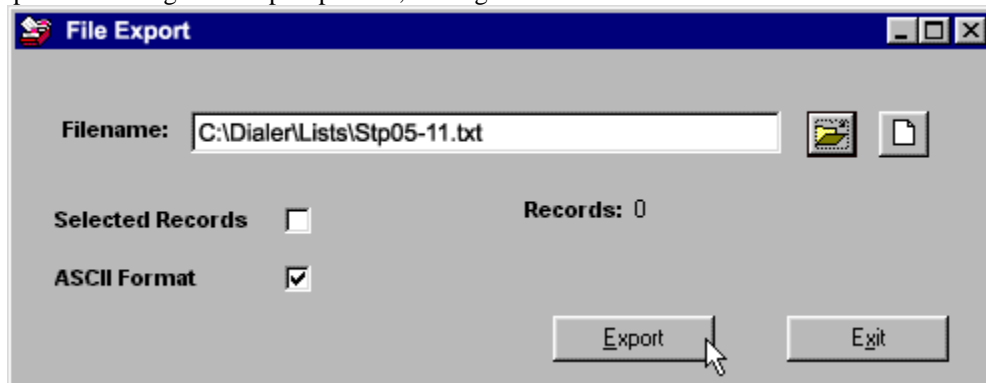 File Export
Filename: C:\Dialer\Lists\Stp05-11.txt
Selected Records Records: 0
ASCII Format
Export Exit